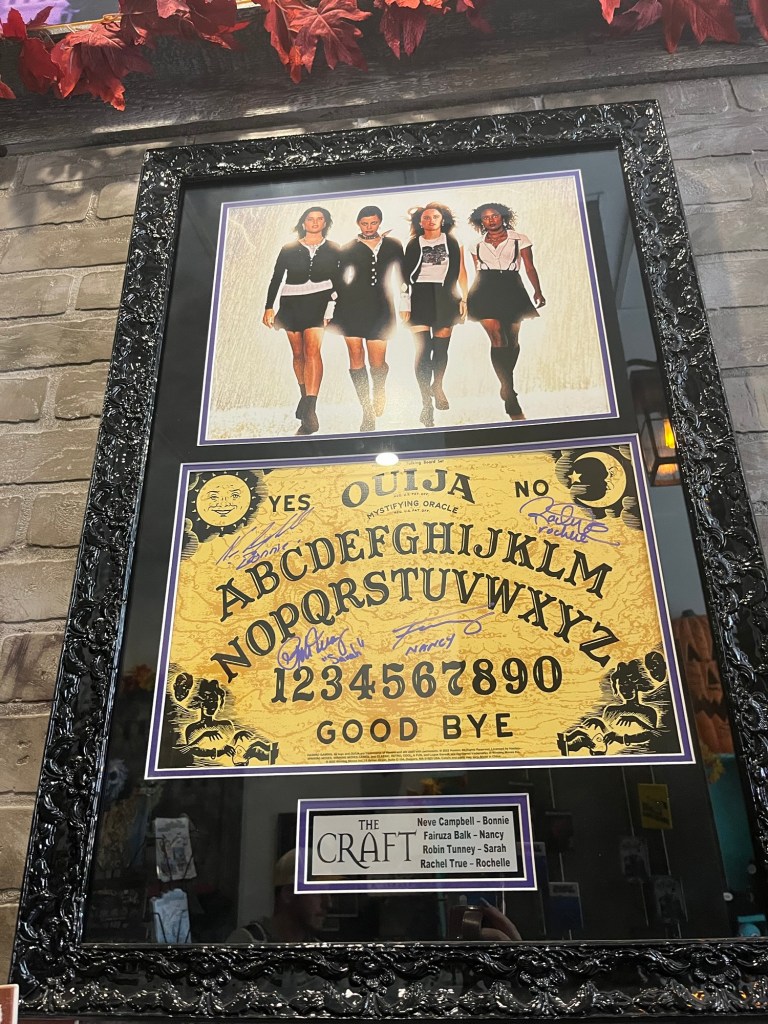 YES
OUIJA
NO
MYSTIFYING ORACLE
BONNIE
Rochelle
ABCDEFGHIJKLM
NOPQRSTUVWXYZ
"Sarah"
NANCY
1234567890
GOOD BYE
THE CRAFT
Neve Campbell – Bonnie
Fairuza Balk – Nancy
Robin Tunney – Sarah
Rachel True – Rochelle